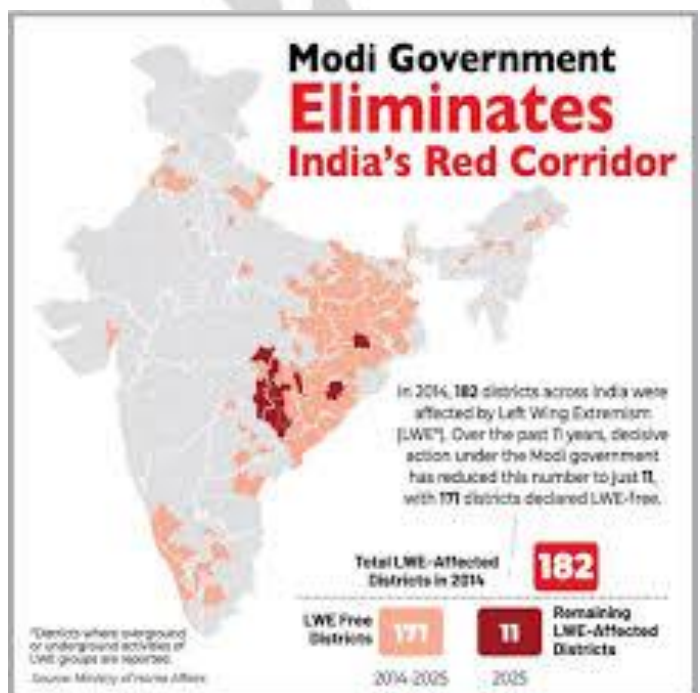 Modi Government
Eliminates
India's Red Corridor
In 2014, 182 districts across India were
affected by Left Wing Extremism
(LWE*). Over the past 11 years, decisive
action under the Modi government
has reduced this number to just 11,
with 171 districts declared LWE-free.
Total LWE-Affected
Districts in 2014
182
LWE Free
Districts
171
2014-2025
11
2025
Remaining
LWE-Affected
Districts
*Districts where overground
or underground activities of
LWE groups are reported.
Source: Ministry of Home Affairs